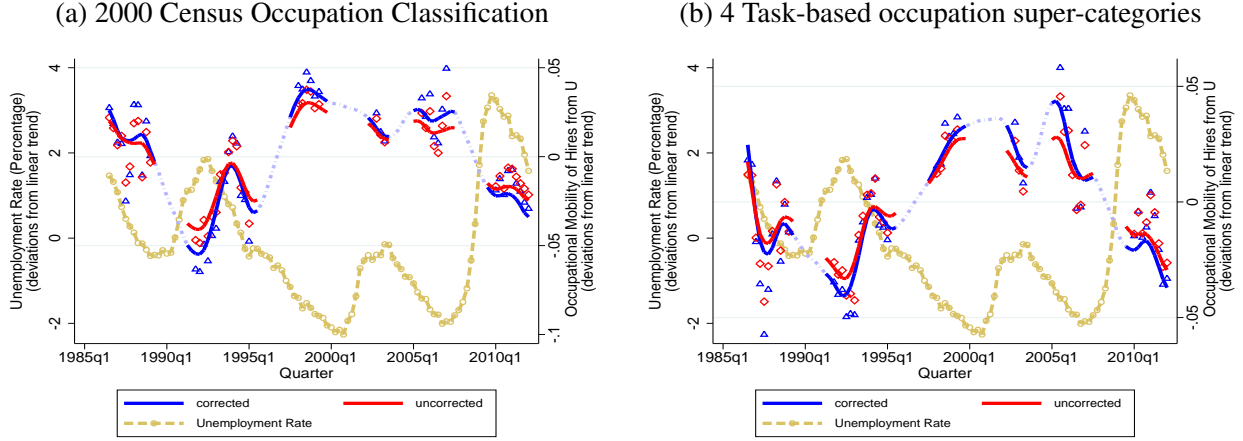 (a) 2000 Census Occupation Classification
Unemployment Rate (Percentage)
(deviations from linear trend)
4
2
0
-2
.05
0
-.05
-.1
Occupational Mobility of Hires from U
(deviations from linear trend)
1985q1 1990q1 1995q1 2000q1 2005q1 2010q1
Quarter
corrected uncorrected
Unemployment Rate
(b) 4 Task-based occupation super-categories
Unemployment Rate (Percentage)
(deviations from linear trend)
4
2
0
-2
.05
0
-.05
Occupational Mobility of Hires from U
(deviations from linear trend)
1985q1 1990q1 1995q1 2000q1 2005q1 2010q1
Quarter
corrected uncorrected
Unemployment Rate